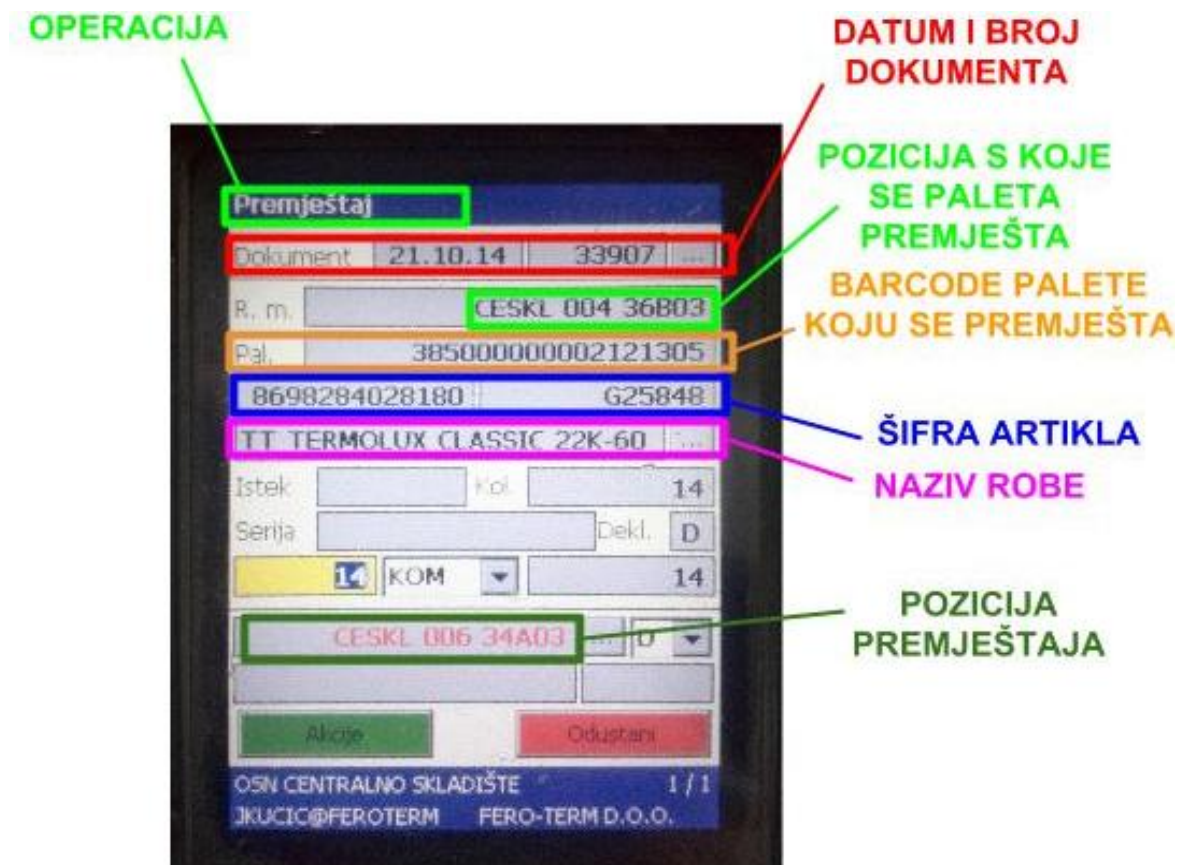 OPERACIJA
DATUM I BROJ
DOKUMENTA
POZICIJA S KOJE
SE PALETA
PREMJEŠTA
BARCODE PALETE
KOJU SE PREMJEŠTA
ŠIFRA ARTIKLA
NAZIV ROBE
POZICIJA
PREMJEŠTAJA
Premještaj
Dokument 21.10.14 33907 ...
R. m. CESKL 004 36B03
Pal. 385000000002121305
8698284028180 G25848
TT TERMOLUX CLASSIC 22K-60 ...
Istek Kol. 14
Serija Dekl. D
14 KOM 14
CESKL 006 34A03 ... D
Akcije Odustani
OSN CENTRALNO SKLADIŠTE 1/1
JKUCIC@FEROTERM FERO-TERM D.O.O.